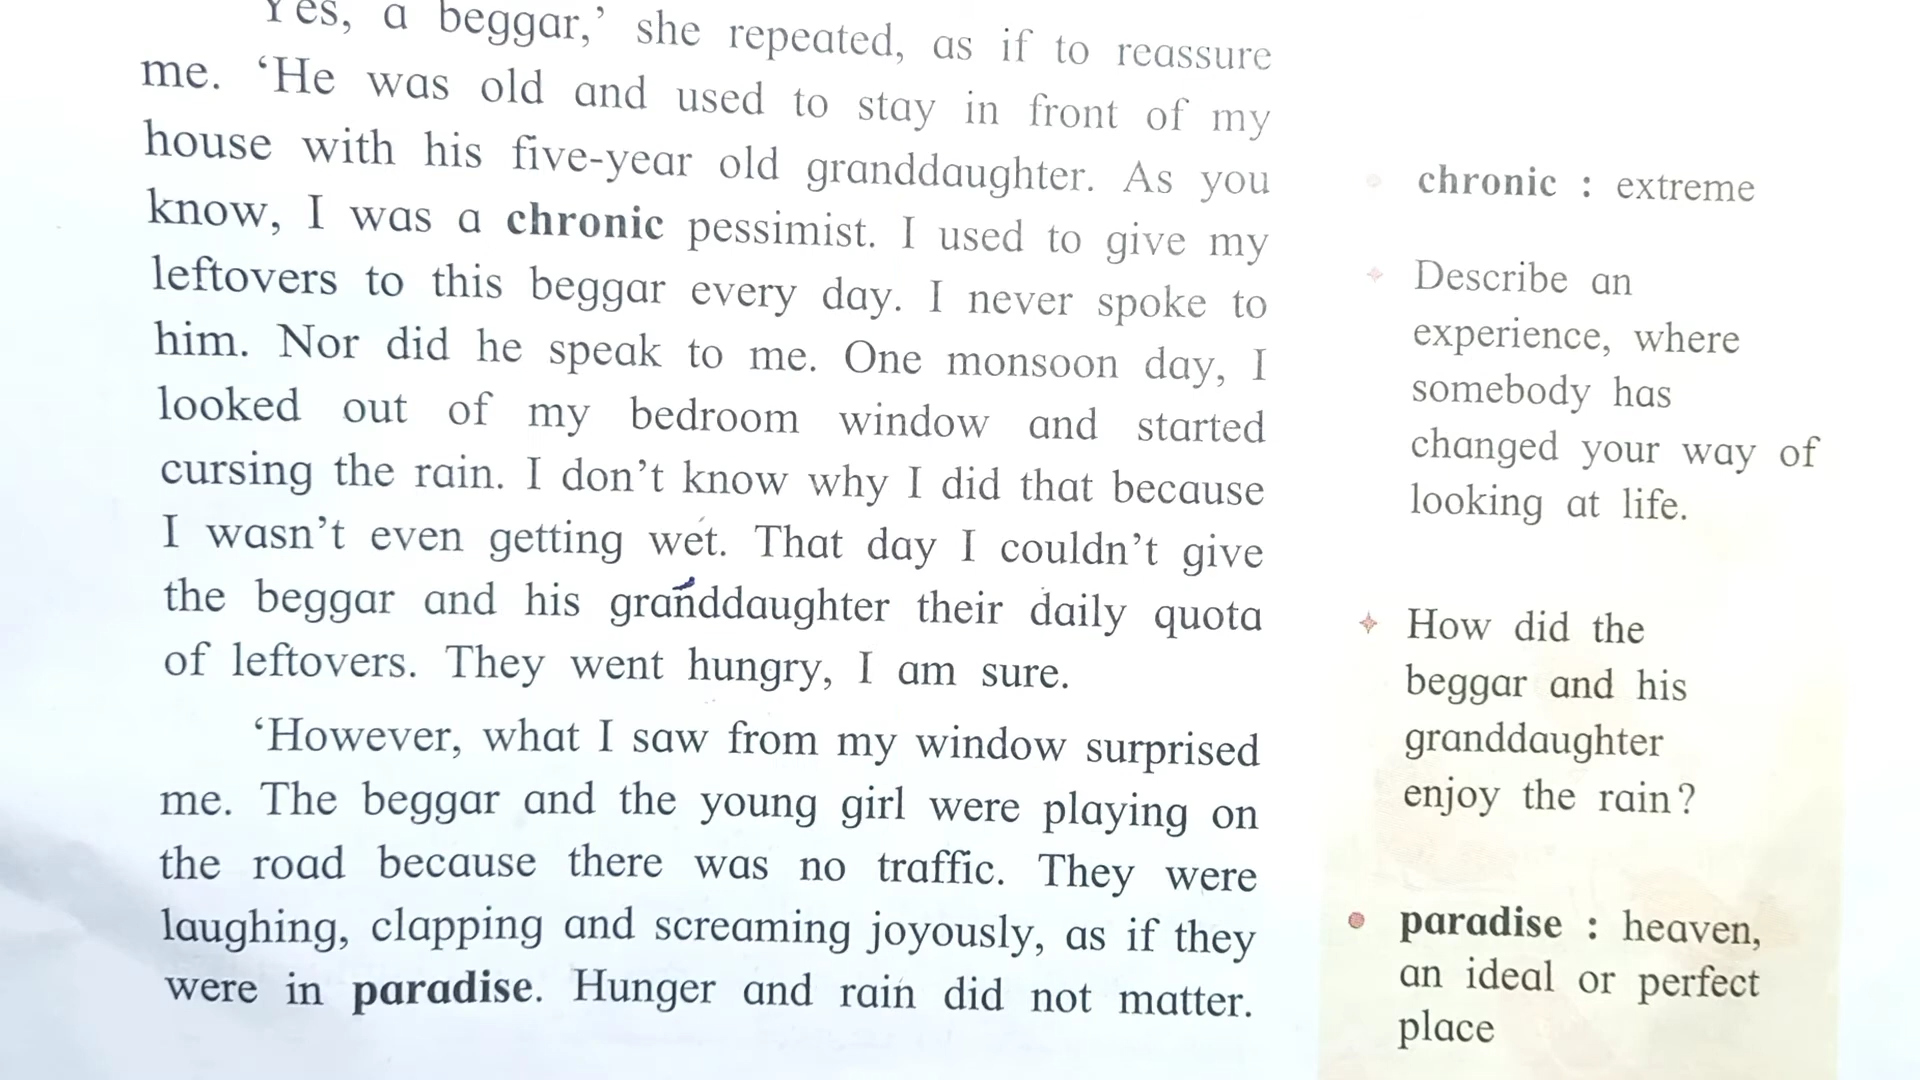 Yes, a beggar,’ she repeated, as if to reassure
me. ‘He was old and used to stay in front of my
house with his five-year old granddaughter. As you
know, I was a chronic pessimist. I used to give my
leftovers to this beggar every day. I never spoke to
him. Nor did he speak to me. One monsoon day, I
looked out of my bedroom window and started
cursing the rain. I don’t know why I did that because
I wasn’t even getting wet. That day I couldn’t give
the beggar and his granddaughter their daily quota
of leftovers. They went hungry, I am sure.
‘However, what I saw from my window surprised
me. The beggar and the young girl were playing on
the road because there was no traffic. They were
laughing, clapping and screaming joyously, as if they
were in paradise. Hunger and rain did not matter.
chronic : extreme
Describe an
experience, where
somebody has
changed your way of
looking at life.
How did the
beggar and his
granddaughter
enjoy the rain?
paradise : heaven,
an ideal or perfect
place